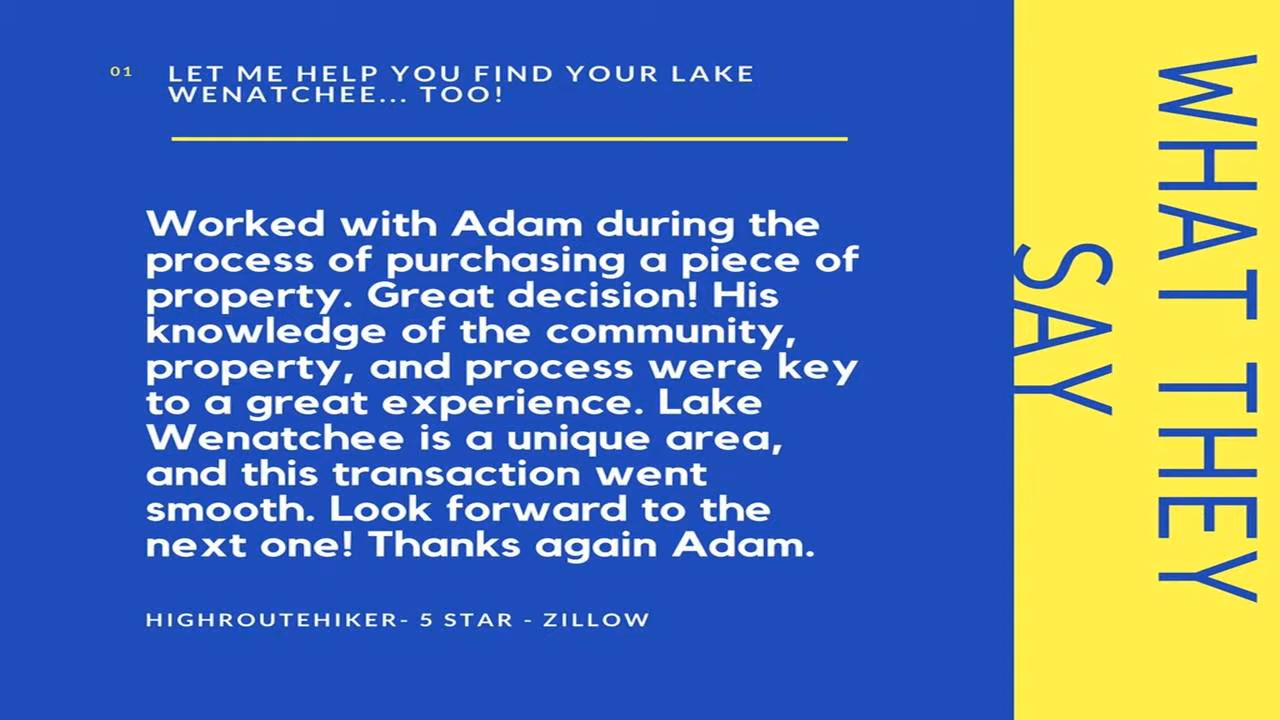 01
LET ME HELP YOU FIND YOUR LAKE
WENATCHEE... TOO!
Worked with Adam during the
process of purchasing a piece of
property. Great decision! His
knowledge of the community,
property, and process were key
to a great experience. Lake
Wenatchee is a unique area,
and this transaction went
smooth. Look forward to the
next one! Thanks again Adam.
HIGHROUTEHIKER- 5 STAR - ZILLOW
WHAT THEY
SAY